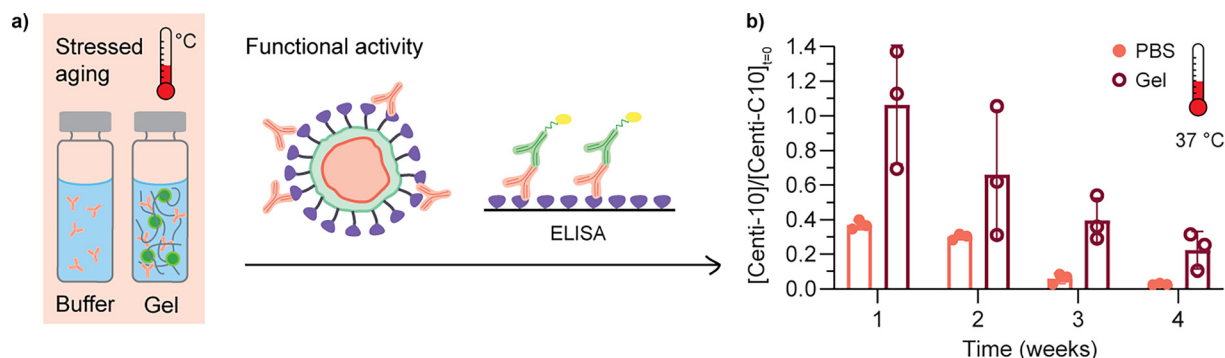 a)
Stressed
aging
°C
Buffer
Gel
Functional activity
ELISA
b)
[Centi-10]/[Centi-C10]t=0
1.4
1.2
1.0
0.8
0.6
0.4
0.2
0.0
PBS
Gel
37 °C
1 2 3 4
Time (weeks)